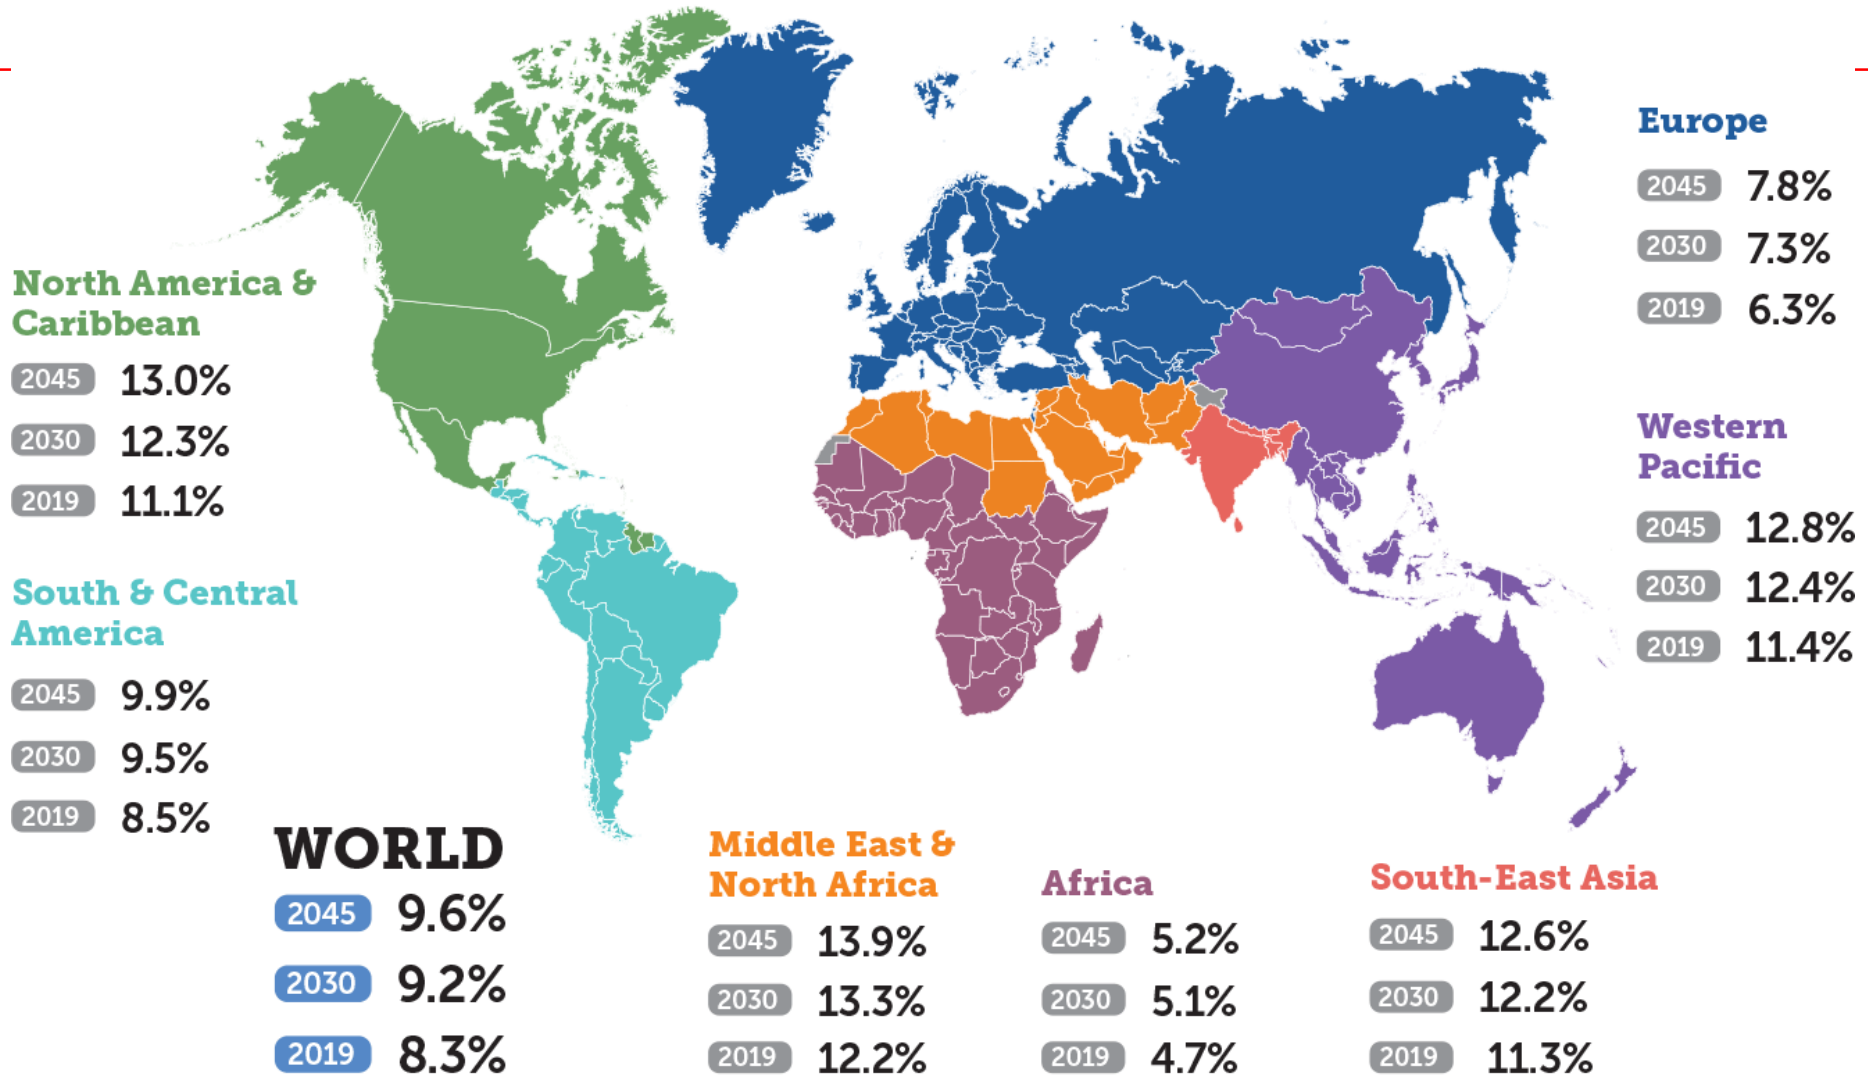 North America &
Caribbean
2045 13.0%
2030 12.3%
2019 11.1%
South & Central
America
2045 9.9%
2030 9.5%
2019 8.5%
WORLD
2045 9.6%
2030 9.2%
2019 8.3%
Middle East &
North Africa
2045 13.9%
2030 13.3%
2019 12.2%
Africa
2045 5.2%
2030 5.1%
2019 4.7%
South-East Asia
2045 12.6%
2030 12.2%
2019 11.3%
Europe
2045 7.8%
2030 7.3%
2019 6.3%
Western
Pacific
2045 12.8%
2030 12.4%
2019 11.4%